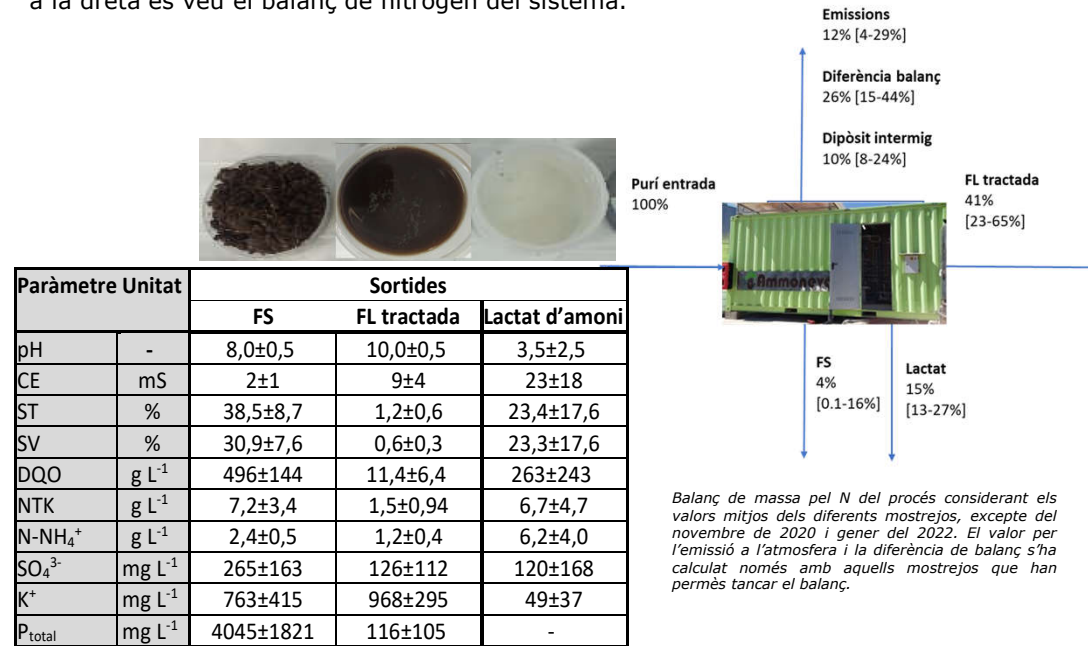 a la dreta es veu el balanç de nitrogen del sistema.
Emissions
12% [4-29%]
Diferència balanç
26% [15-44%]
Dipòsit intermig
10% [8-24%]
Purí entrada
100%
FL tractada
41%
[23-65%]
Ammoneve
FS
4%
[0.1-16%]
Lactat
15%
[13-27%]
Paràmetre Unitat Sortides
FS FL tractada Lactat d’amoni
pH - 8,0±0,5 10,0±0,5 3,5±2,5
CE mS 2±1 9±4 23±18
ST % 38,5±8,7 1,2±0,6 23,4±17,6
SV % 30,9±7,6 0,6±0,3 23,3±17,6
DQO g L⁻¹ 496±144 11,4±6,4 263±243
NTK g L⁻¹ 7,2±3,4 1,5±0,94 6,7±4,7
N-NH₄⁺ g L⁻¹ 2,4±0,5 1,2±0,4 6,2±4,0
SO₄³⁻ mg L⁻¹ 265±163 126±112 120±168
K⁺ mg L⁻¹ 763±415 968±295 49±37
Ptotal mg L⁻¹ 4045±1821 116±105 -
Balanç de massa pel N del procés considerant els
valors mitjos dels diferents mostrejos, excepte del
novembre de 2020 i gener del 2022. El valor per
l’emissió a l’atmosfera i la diferència de balanç s’ha
calculat només amb aquells mostrejos que han
permès tancar el balanç.